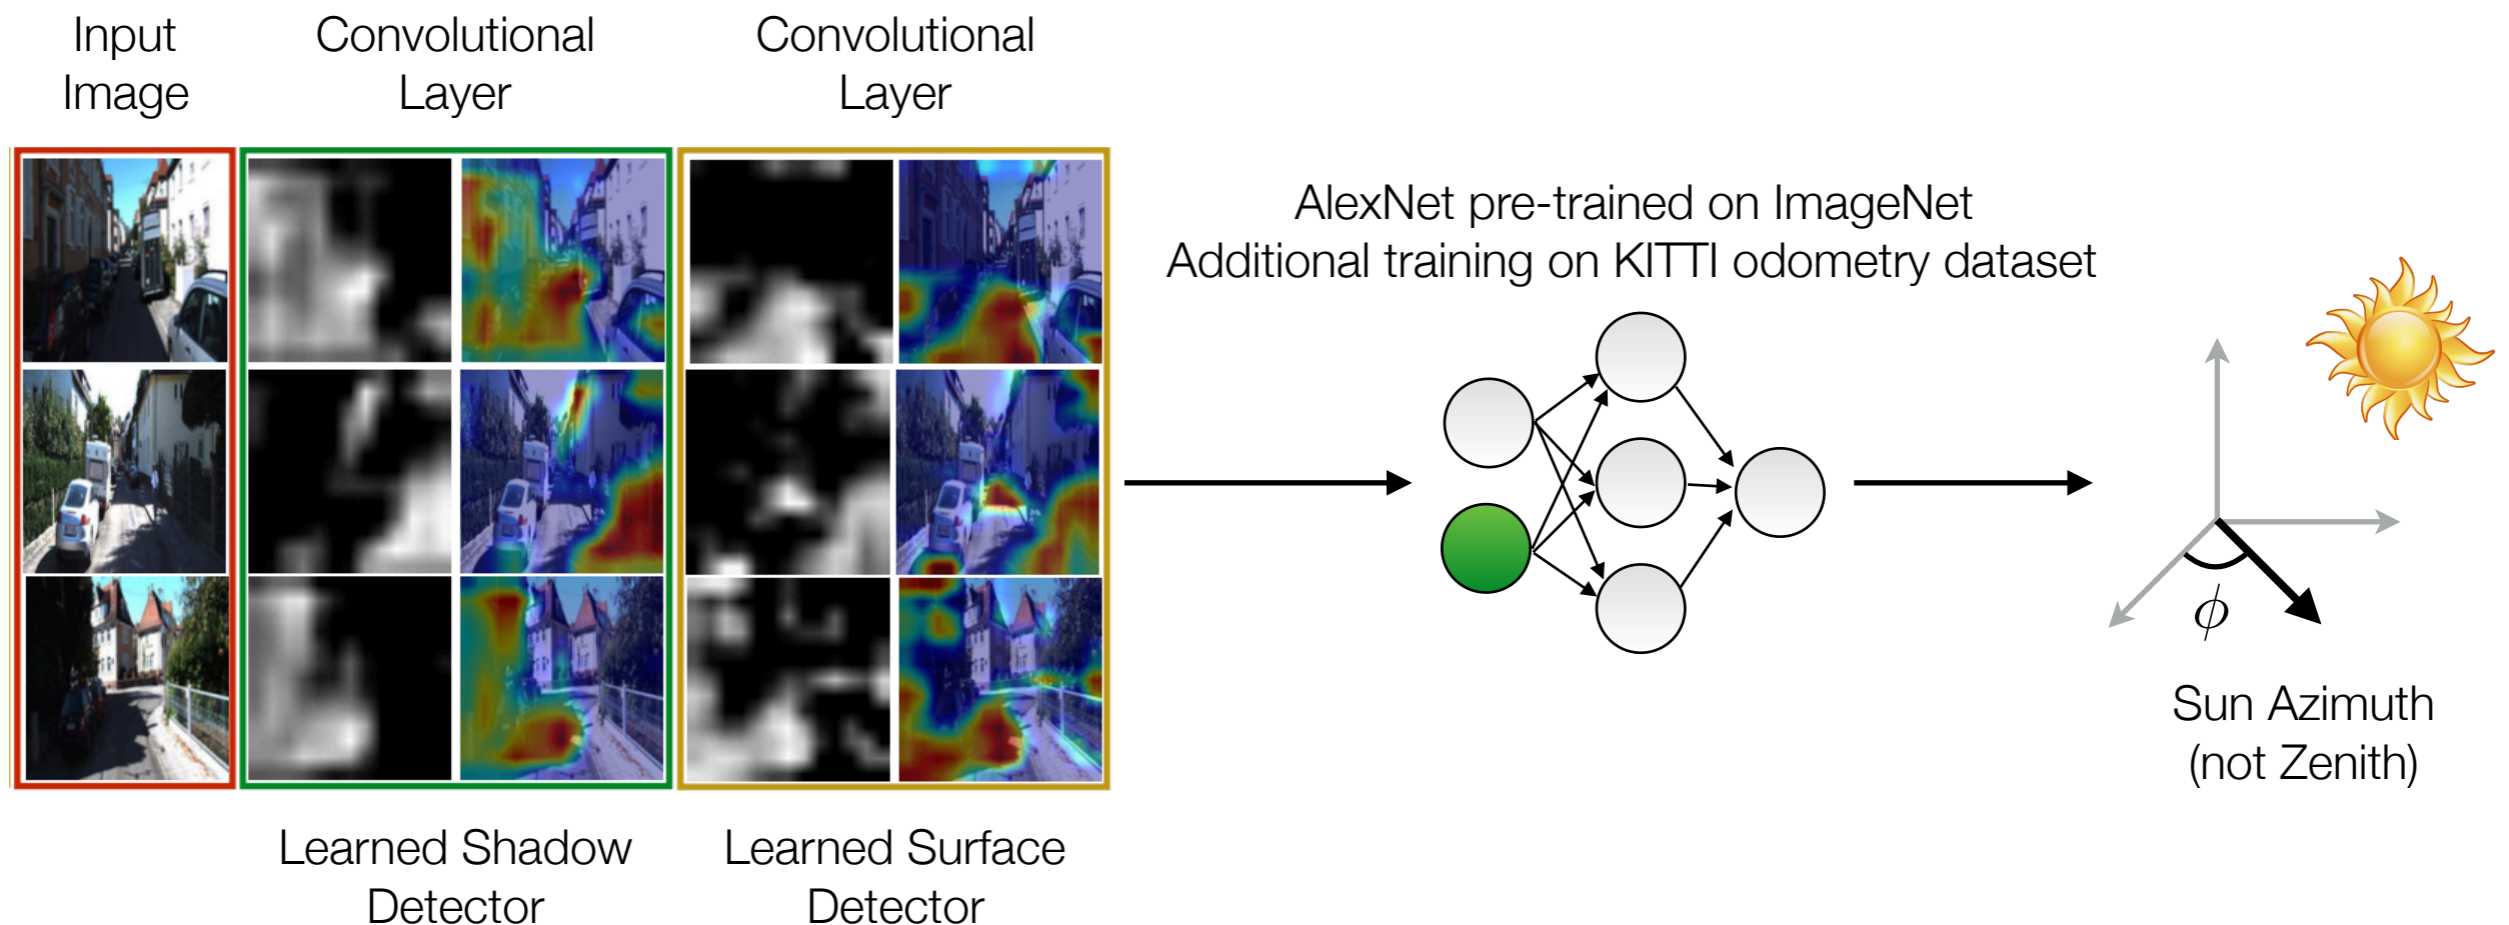 Input
Image
Convolutional
Layer
Convolutional
Layer
AlexNet pre-trained on ImageNet
Additional training on KITTI odometry dataset
ϕ
Sun Azimuth
(not Zenith)
Learned Shadow
Detector
Learned Surface
Detector